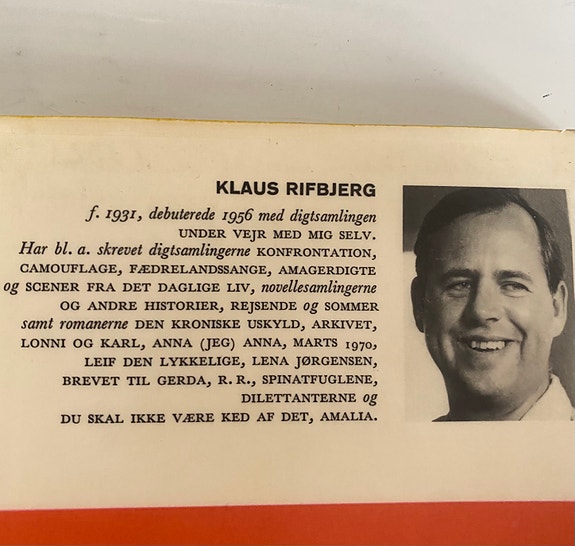 KLAUS RIFBJERG
f. 1931, debuterede 1956 med digtsamlingen
UNDER VEJR MED MIG SELV.
Har bl. a. skrevet digtsamlingerne KONFRONTATION,
CAMOUFLAGE, FÆDRELANDSSANGE, AMAGERDIGTE
og SCENER FRA DET DAGLIGE LIV, novellesamlingerne
OG ANDRE HISTORIER, REJSENDE og SOMMER
samt romanerne DEN KRONISKE USKYLD, ARKIVET,
LONNI OG KARL, ANNA (JEG) ANNA, MARTS 1970,
LEIF DEN LYKKELIGE, LENA JØRGENSEN,
BREVET TIL GERDA, R. R., SPINATFUGLENE,
DILETTANTERNE og
DU SKAL IKKE VÆRE KED AF DET, AMALIA.